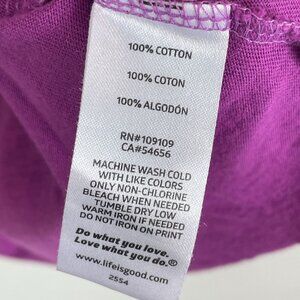 100% COTTON
100% COTON
100% ALGODÓN
RN#109109
CA#54656
MACHINE WASH COLD
WITH LIKE COLORS
ONLY NON-CHLORINE
BLEACH WHEN NEEDED
TUMBLE DRY LOW
WARM IRON IF NEEDED
DO NOT IRON ON PRINT
Do what you love.
Love what you do.®
www.lifeisgood.com
2554